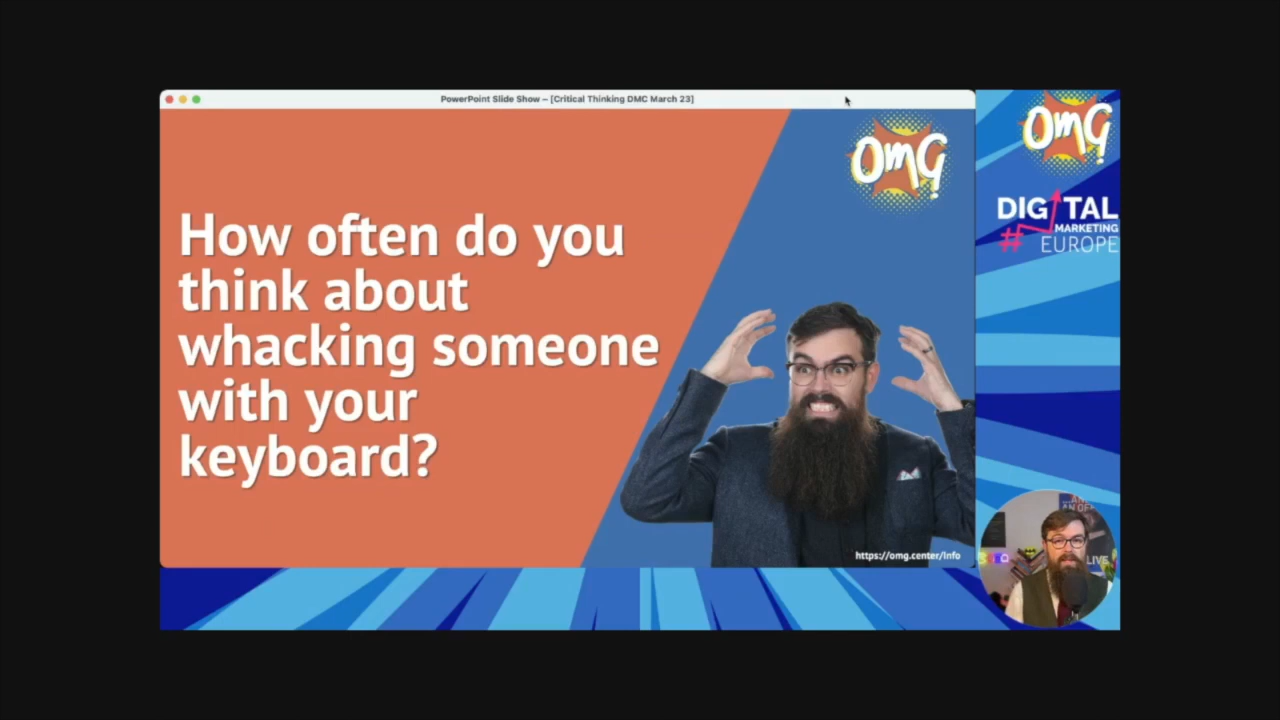 PowerPoint Slide Show – [Critical Thinking DMC March 23]
OMG
How often do you
think about
whacking someone
with your
keyboard?
https://omg.center/info
OMG
DIGITAL
MARKETING
# EUROPE
LIVE